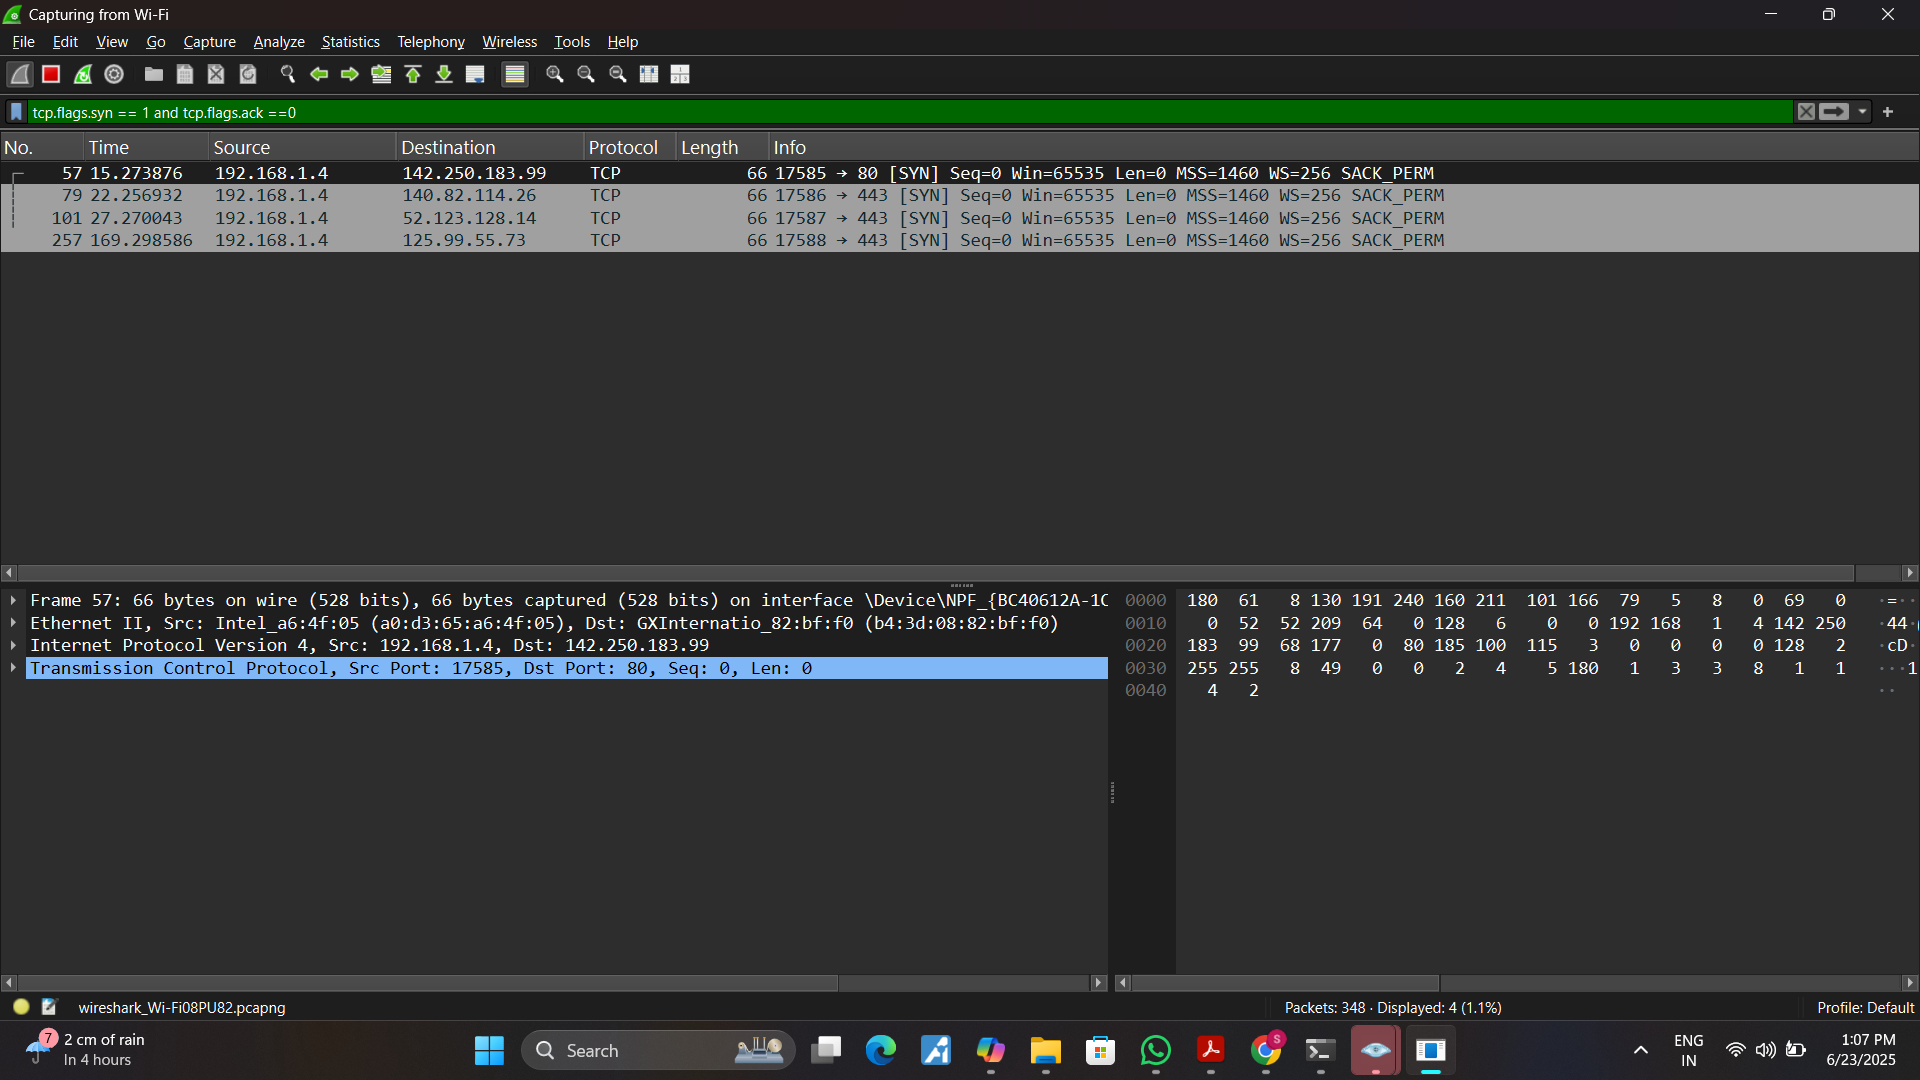 Capturing from Wi-Fi
File Edit View Go Capture Analyze Statistics Telephony Wireless Tools Help
tcp.flags.syn == 1 and tcp.flags.ack ==0
No. Time Source Destination Protocol Length Info
57 15.273876 192.168.1.4 142.250.183.99 TCP 66 17585 → 80 [SYN] Seq=0 Win=65535 Len=0 MSS=1460 WS=256 SACK_PERM
79 22.256932 192.168.1.4 140.82.114.26 TCP 66 17586 → 443 [SYN] Seq=0 Win=65535 Len=0 MSS=1460 WS=256 SACK_PERM
101 27.270043 192.168.1.4 52.123.128.14 TCP 66 17587 → 443 [SYN] Seq=0 Win=65535 Len=0 MSS=1460 WS=256 SACK_PERM
257 169.298586 192.168.1.4 125.99.55.73 TCP 66 17588 → 443 [SYN] Seq=0 Win=65535 Len=0 MSS=1460 WS=256 SACK_PERM
Frame 57: 66 bytes on wire (528 bits), 66 bytes captured (528 bits) on interface \Device\NPF_{BC40612A-1C
Ethernet II, Src: Intel_a6:4f:05 (a0:d3:65:a6:4f:05), Dst: GXInternatio_82:bf:f0 (b4:3d:08:82:bf:f0)
Internet Protocol Version 4, Src: 192.168.1.4, Dst: 142.250.183.99
Transmission Control Protocol, Src Port: 17585, Dst Port: 80, Seq: 0, Len: 0
0000 180 61 8 130 191 240 160 211 101 166 79 5 8 0 69 0 ·=··
0010 0 52 52 209 64 0 128 6 0 0 192 168 1 4 142 250 ·44·
0020 183 99 68 177 0 80 185 100 115 3 0 0 0 0 128 2 ·cD·
0030 255 255 8 49 0 0 2 4 5 180 1 3 3 8 1 1 ···1
0040 4 2 ··
wireshark_Wi-Fi08PU82.pcapng
Packets: 348 · Displayed: 4 (1.1%)
Profile: Default
7
2 cm of rain
In 4 hours
Search
S
ENG
IN
1:07 PM
6/23/2025